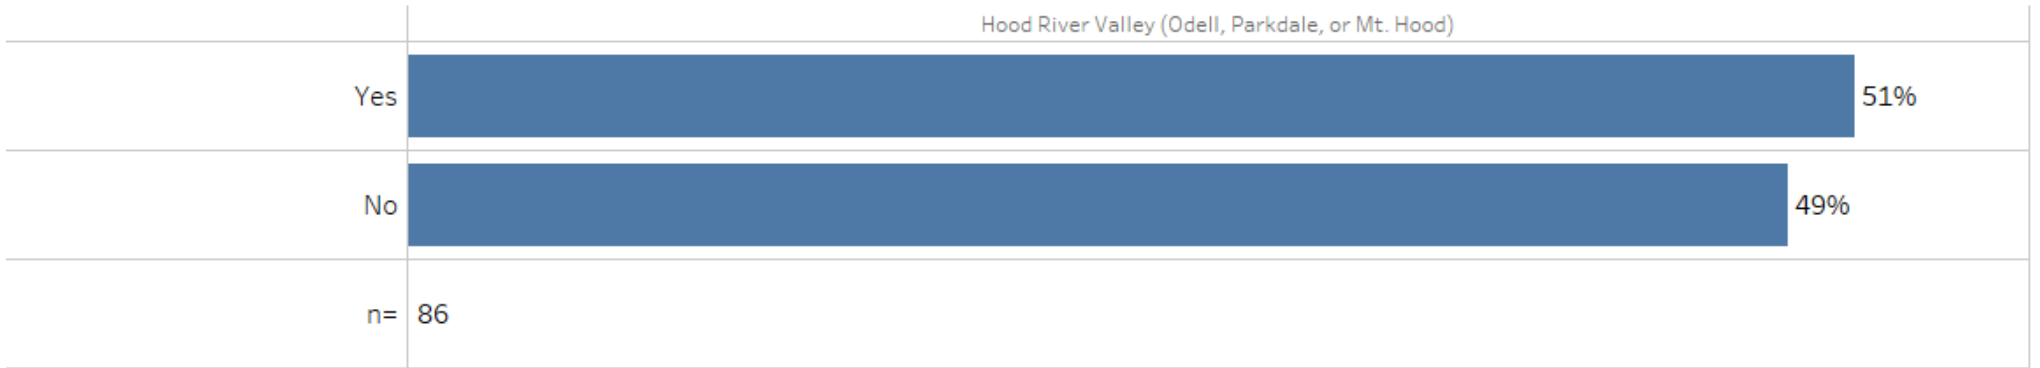 Hood River Valley (Odell, Parkdale, or Mt. Hood)
Yes 51%
No 49%
n= 86